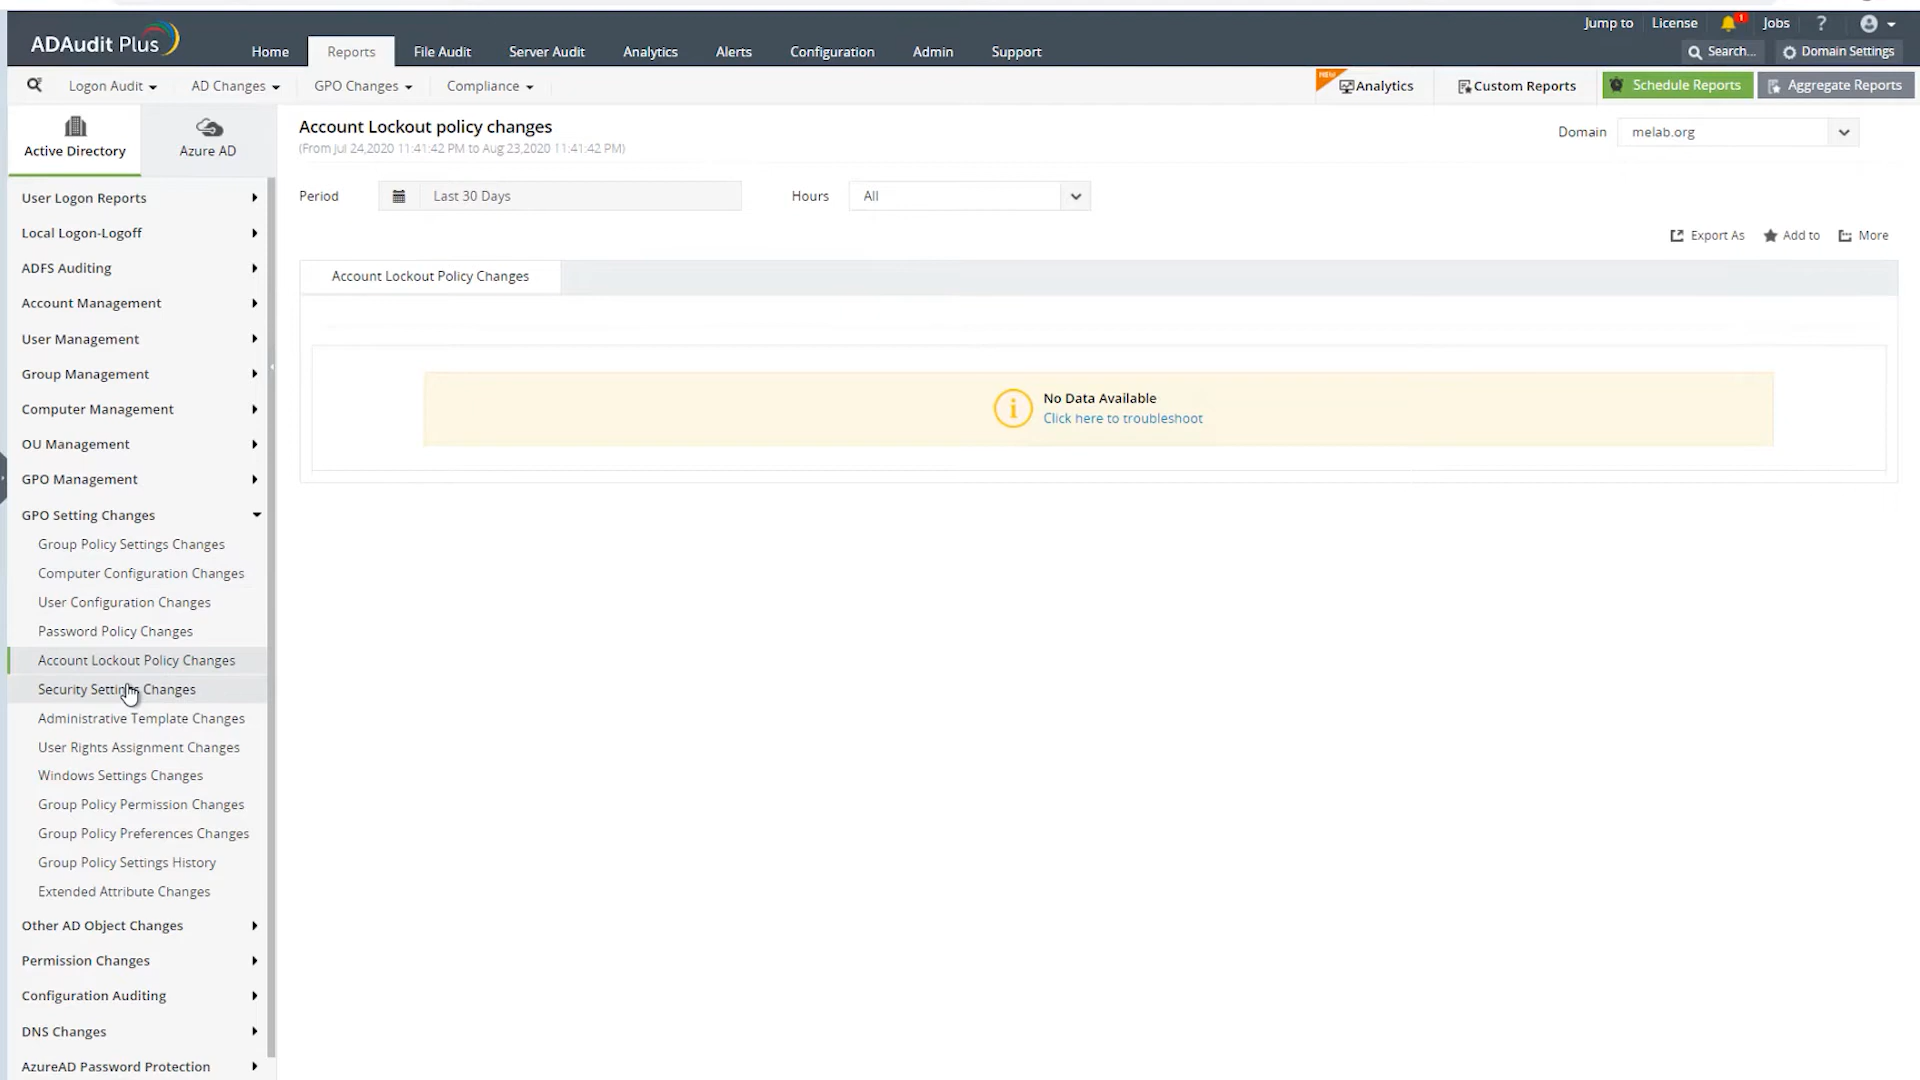 Jump to License 1 Jobs ?
ADAudit Plus
Home Reports File Audit Server Audit Analytics Alerts Configuration Admin Support
Search... Domain Settings
Logon Audit AD Changes GPO Changes Compliance
NEW Analytics Custom Reports Schedule Reports Aggregate Reports
Active Directory
Azure AD
Account Lockout policy changes
(From Jul 24,2020 11:41:42 PM to Aug 23,2020 11:41:42 PM)
Domain melab.org
Period Last 30 Days Hours All
Export As Add to More
Account Lockout Policy Changes
No Data Available
Click here to troubleshoot
User Logon Reports
Local Logon-Logoff
ADFS Auditing
Account Management
User Management
Group Management
Computer Management
OU Management
GPO Management
GPO Setting Changes
Group Policy Settings Changes
Computer Configuration Changes
User Configuration Changes
Password Policy Changes
Account Lockout Policy Changes
Security Settings Changes
Administrative Template Changes
User Rights Assignment Changes
Windows Settings Changes
Group Policy Permission Changes
Group Policy Preferences Changes
Group Policy Settings History
Extended Attribute Changes
Other AD Object Changes
Permission Changes
Configuration Auditing
DNS Changes
AzureAD Password Protection